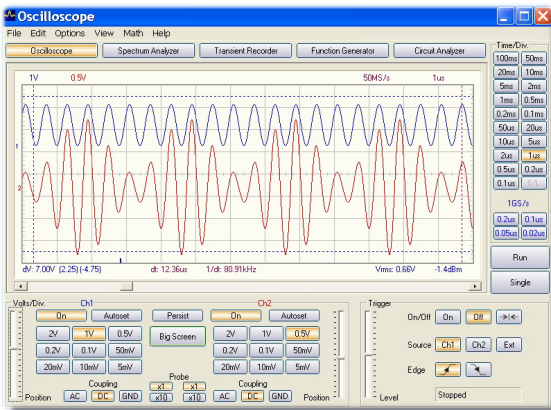 Oscilloscope
File Edit Options View Math Help
Oscilloscope Spectrum Analyzer Transient Recorder Function Generator Circuit Analyzer
Time/Div.
100ms 50ms
20ms 10ms
5ms 2ms
1ms 0.5ms
0.2ms 0.1ms
50us 20us
10us 5us
2us 1us
0.5us 0.2us
0.1us
1GS/s
0.2us 0.1us
0.05us 0.02us
Run
Single
1V 0.5V 50MS/s 1us
1
2
dV: 7.00V (2.25)(-4.75) dt: 12.36us 1/dt: 80.91kHz Vrms: 0.66V -1.4dBm
Volts/Div. Ch1 Ch2
On Autoset Persist On Autoset
2V 1V 0.5V Big Screen 2V 1V 0.5V
0.2V 0.1V 50mV 0.2V 0.1V 50mV
20mV 10mV 5mV 20mV 10mV 5mV
Coupling Probe Coupling
x1 x1
Position AC DC GND x10 x10 AC DC GND Position
Trigger
On/Off On Off
Source Ch1 Ch2 Ext
Edge
Level Stopped